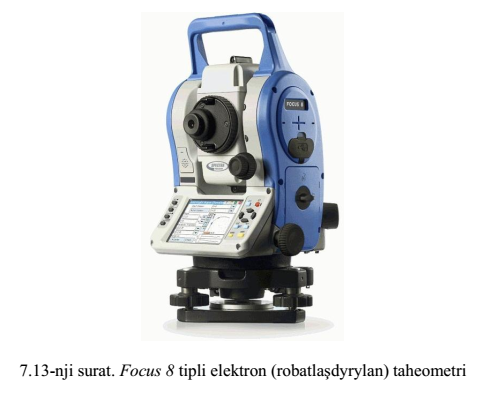 FOCUS 8
7.13-nji surat. Focus 8 tipli elektron (robatlaşdyrylan) taheometri